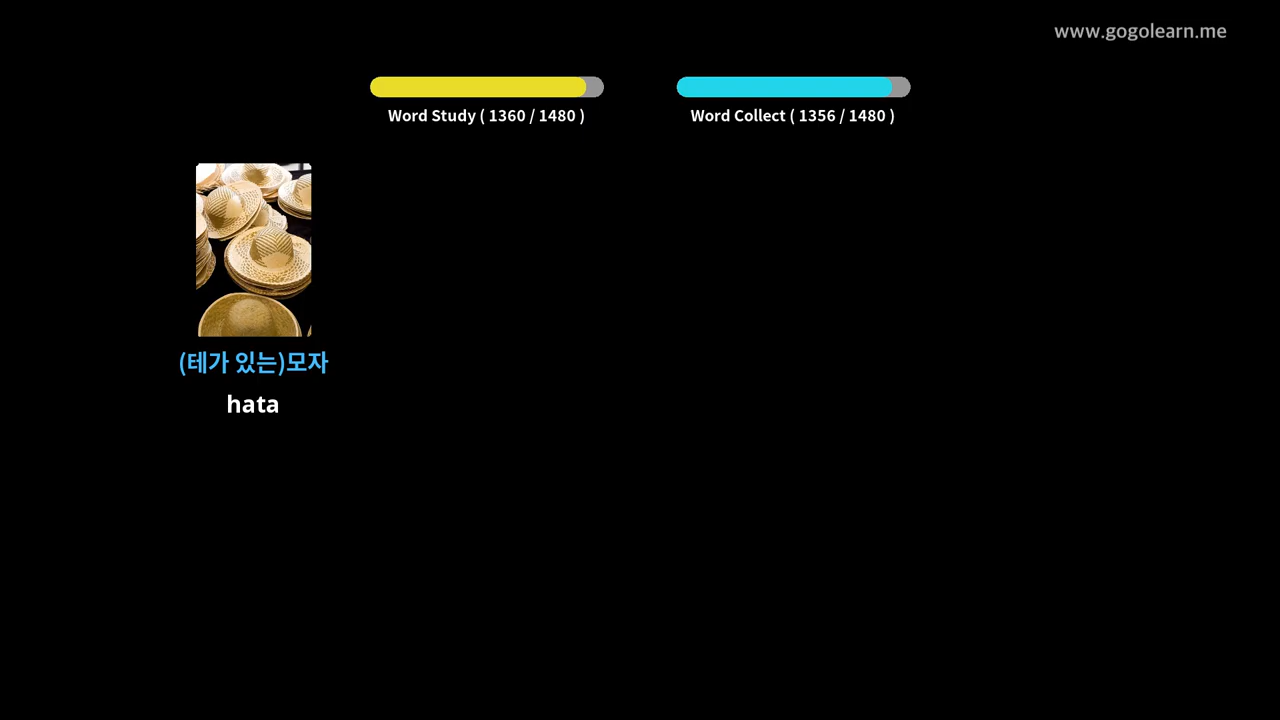 www.gogolearn.me
Word Study ( 1360 / 1480 )
Word Collect ( 1356 / 1480 )
(테가 있는)모자
hata